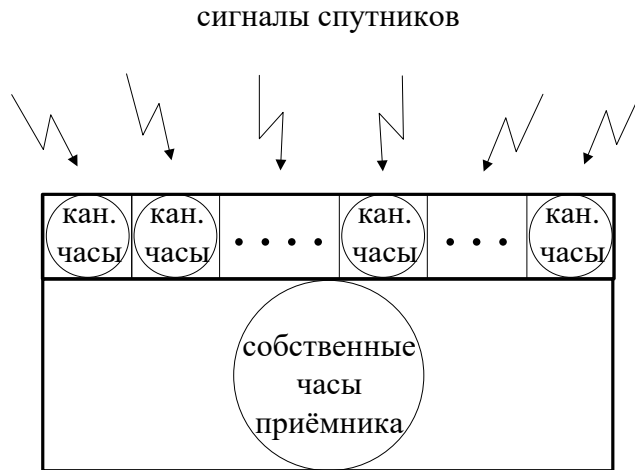 сигналы спутников
кан.
часы
кан.
часы
. . . .
кан.
часы
. . .
кан.
часы
собственные
часы
приёмника